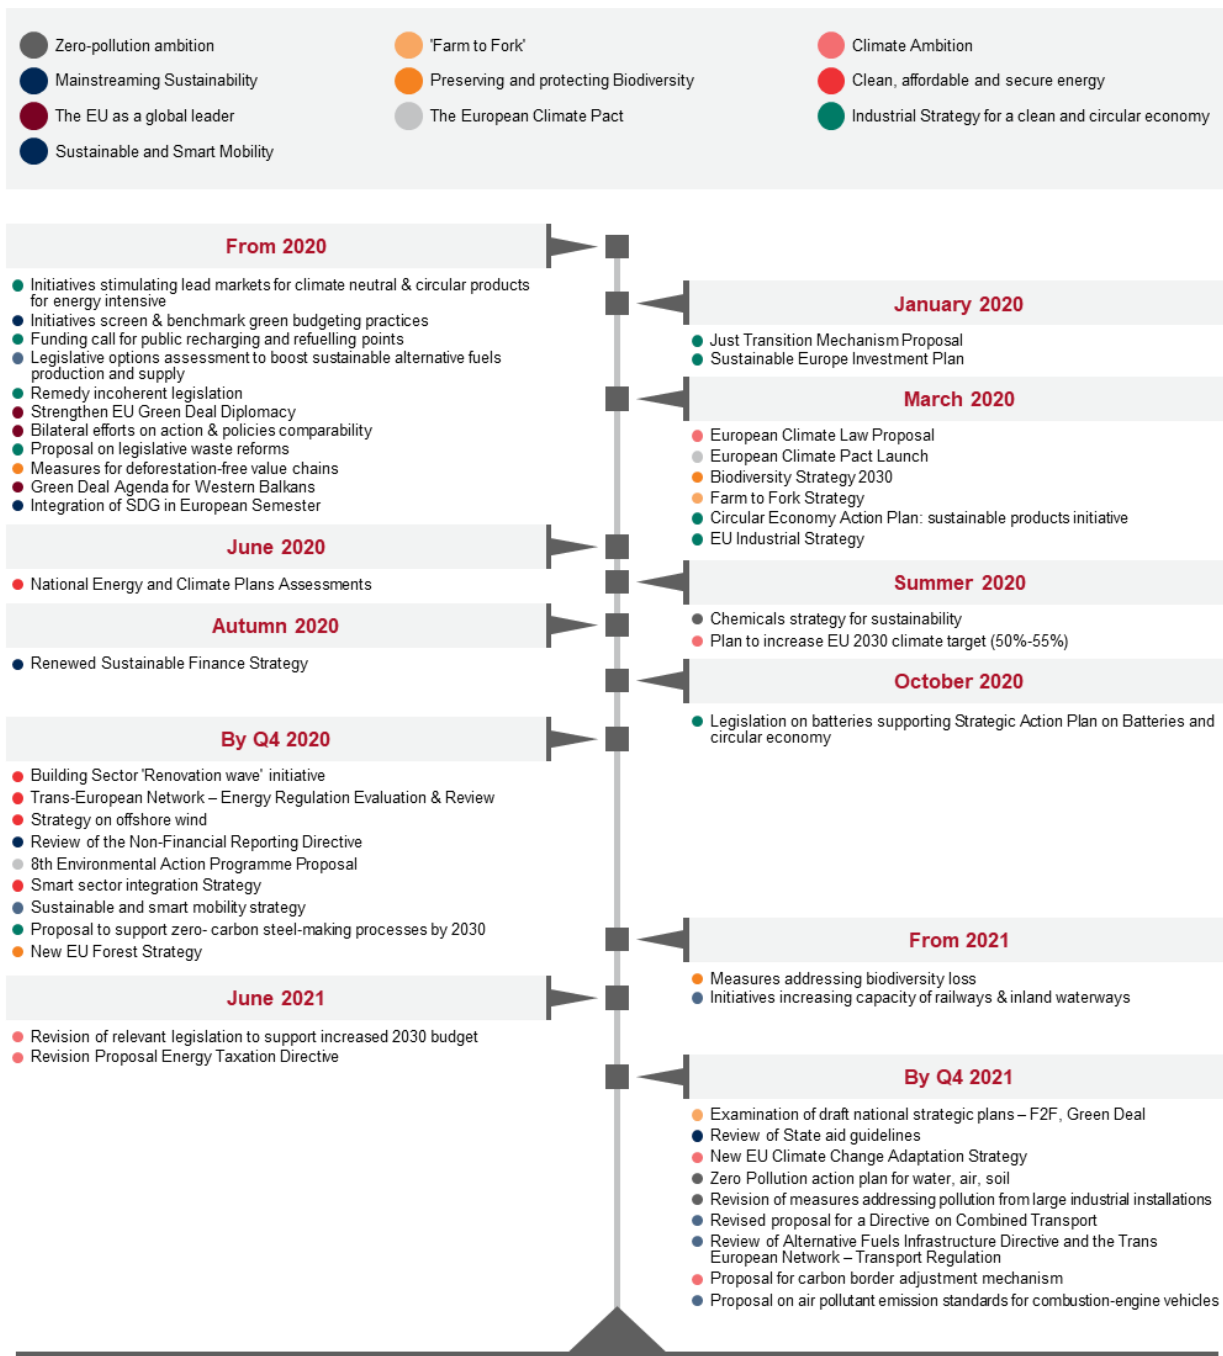 Zero-pollution ambition
Mainstreaming Sustainability
The EU as a global leader
Sustainable and Smart Mobility
'Farm to Fork'
Preserving and protecting Biodiversity
The European Climate Pact
Climate Ambition
Clean, affordable and secure energy
Industrial Strategy for a clean and circular economy
From 2020
Initiatives stimulating lead markets for climate neutral & circular products
for energy intensive
Initiatives screen & benchmark green budgeting practices
Funding call for public recharging and refuelling points
Legislative options assessment to boost sustainable alternative fuels
production and supply
Remedy incoherent legislation
Strengthen EU Green Deal Diplomacy
Bilateral efforts on action & policies comparability
Proposal on legislative waste reforms
Measures for deforestation-free value chains
Green Deal Agenda for Western Balkans
Integration of SDG in European Semester
January 2020
Just Transition Mechanism Proposal
Sustainable Europe Investment Plan
March 2020
European Climate Law Proposal
European Climate Pact Launch
Biodiversity Strategy 2030
Farm to Fork Strategy
Circular Economy Action Plan: sustainable products initiative
EU Industrial Strategy
June 2020
National Energy and Climate Plans Assessments
Summer 2020
Chemicals strategy for sustainability
Plan to increase EU 2030 climate target (50%-55%)
Autumn 2020
Renewed Sustainable Finance Strategy
October 2020
Legislation on batteries supporting Strategic Action Plan on Batteries and
circular economy
By Q4 2020
Building Sector 'Renovation wave' initiative
Trans-European Network – Energy Regulation Evaluation & Review
Strategy on offshore wind
Review of the Non-Financial Reporting Directive
8th Environmental Action Programme Proposal
Smart sector integration Strategy
Sustainable and smart mobility strategy
Proposal to support zero- carbon steel-making processes by 2030
New EU Forest Strategy
From 2021
Measures addressing biodiversity loss
Initiatives increasing capacity of railways & inland waterways
June 2021
Revision of relevant legislation to support increased 2030 budget
Revision Proposal Energy Taxation Directive
By Q4 2021
Examination of draft national strategic plans – F2F, Green Deal
Review of State aid guidelines
New EU Climate Change Adaptation Strategy
Zero Pollution action plan for water, air, soil
Revision of measures addressing pollution from large industrial installations
Revised proposal for a Directive on Combined Transport
Review of Alternative Fuels Infrastructure Directive and the Trans
European Network – Transport Regulation
Proposal for carbon border adjustment mechanism
Proposal on air pollutant emission standards for combustion-engine vehicles